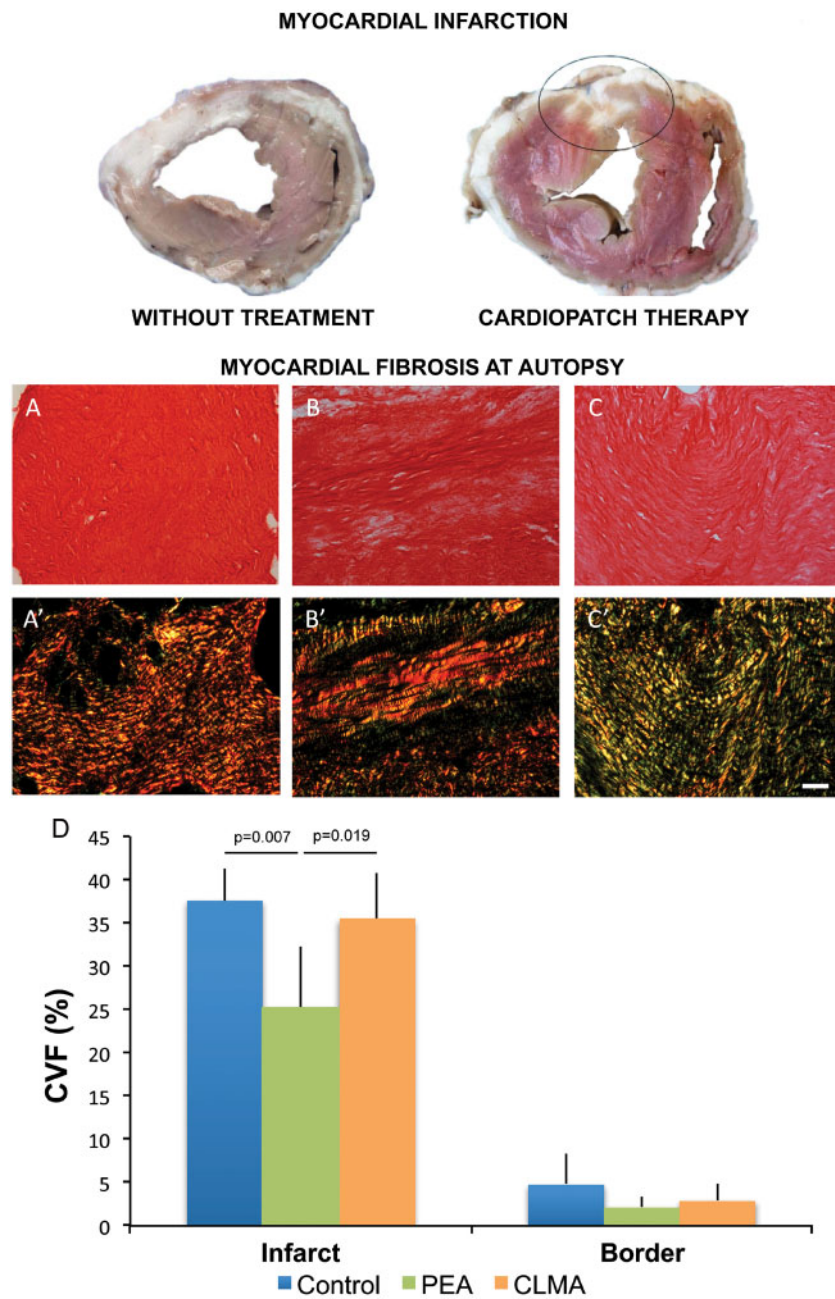 MYOCARDIAL INFARCTION
WITHOUT TREATMENT
CARDIOPATCH THERAPY
MYOCARDIAL FIBROSIS AT AUTOPSY
A
B
C
A'
B'
C'
D
p=0.007
p=0.019
45
40
35
30
25
20
15
10
5
0
CVF (%)
Infarct
Border
Control
PEA
CLMA